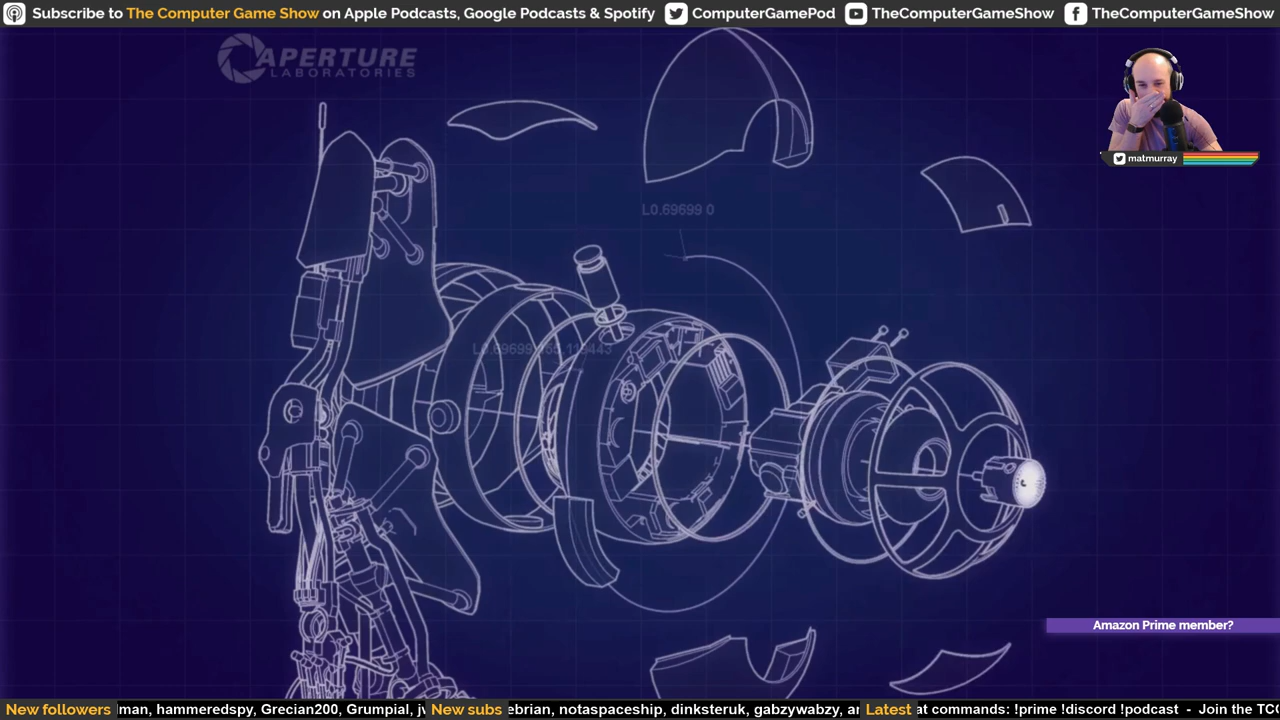 Subscribe to The Computer Game Show on Apple Podcasts, Google Podcasts & Spotify ComputerGamePod TheComputerGameShow TheComputerGameShow
APERTURE
LABORATORIES
matmurray
L0.69699 0
Amazon Prime member?
New followers man, hammeredspy, Grecian200, Grumpial, New subs ebrian, notaspaceship, dinksteruk, gabzywabzy, Latest at commands: !prime !discord !podcast - Join the